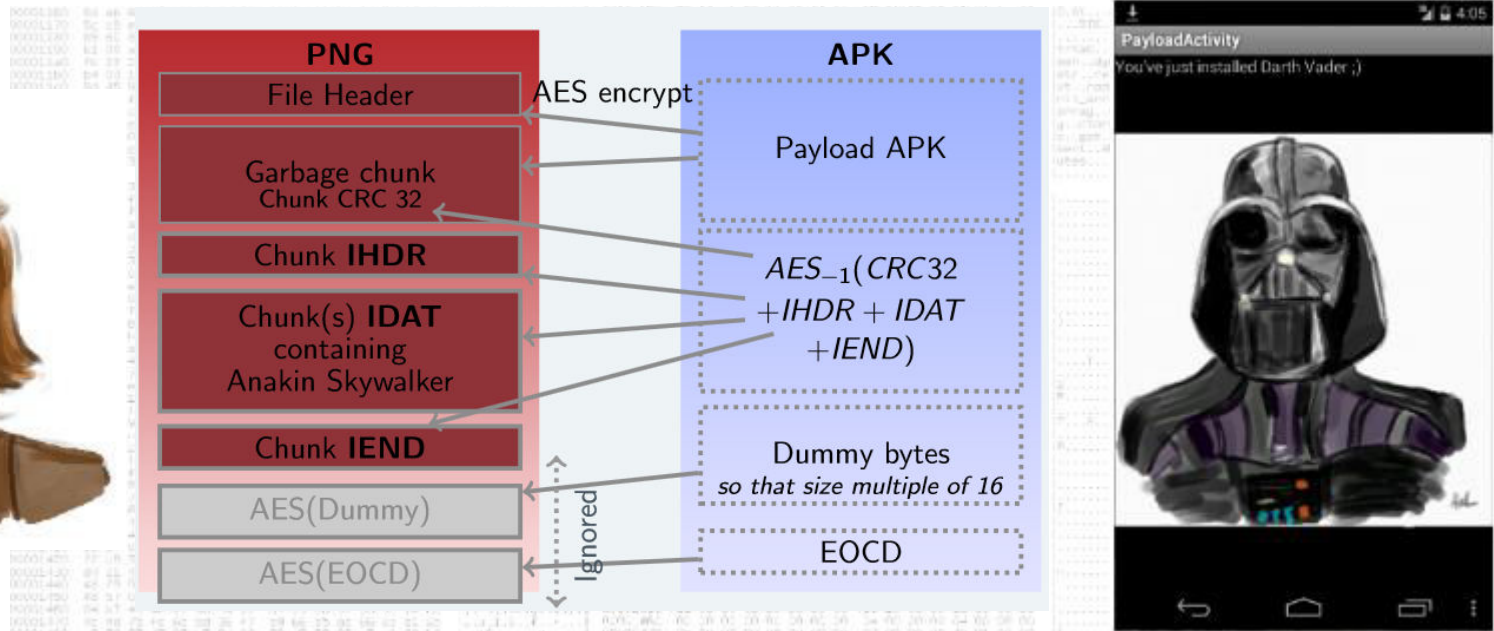 PNG
File Header
Garbage chunk
Chunk CRC 32
Chunk IHDR
Chunk(s) IDAT
containing
Anakin Skywalker
Chunk IEND
AES(Dummy)
AES(EOCD)
AES encrypt
Ignored
APK
Payload APK
AES−1(CRC32
+IHDR + IDAT
+IEND)
Dummy bytes
so that size multiple of 16
EOCD
4:05
PayloadActivity
You've just installed Darth Vader ;)